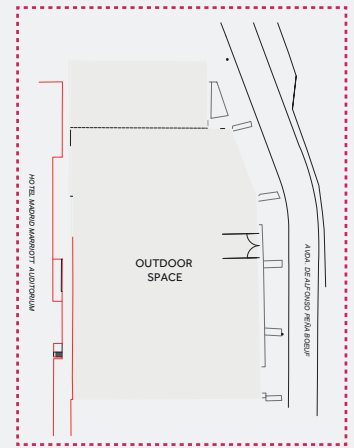 HOTEL MADRID MARRIOTT AUDITORIUM
OUTDOOR
SPACE
AVDA. DE ALFONSO PEÑA BOEUF